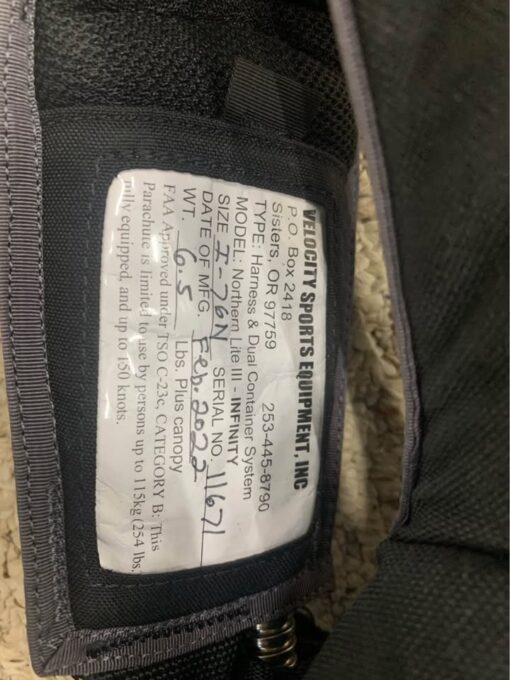 VELOCITY SPORTS EQUIPMENT, INC
P.O. Box 2418 253-445-8790
Sisters, OR 97759
TYPE: Harness & Dual Container System
MODEL: Northern Lite III - INFINITY
SIZE I-76N SERIAL NO. 11671
DATE OF MFG. Feb. 2022
WT. 6.5 Lbs. Plus canopy
FAA Approved under TSO C-23c, CATEGORY B: This
Parachute is limited to use by persons up to 115kg (254 lbs.
fully equipped, and up to 150 knots.